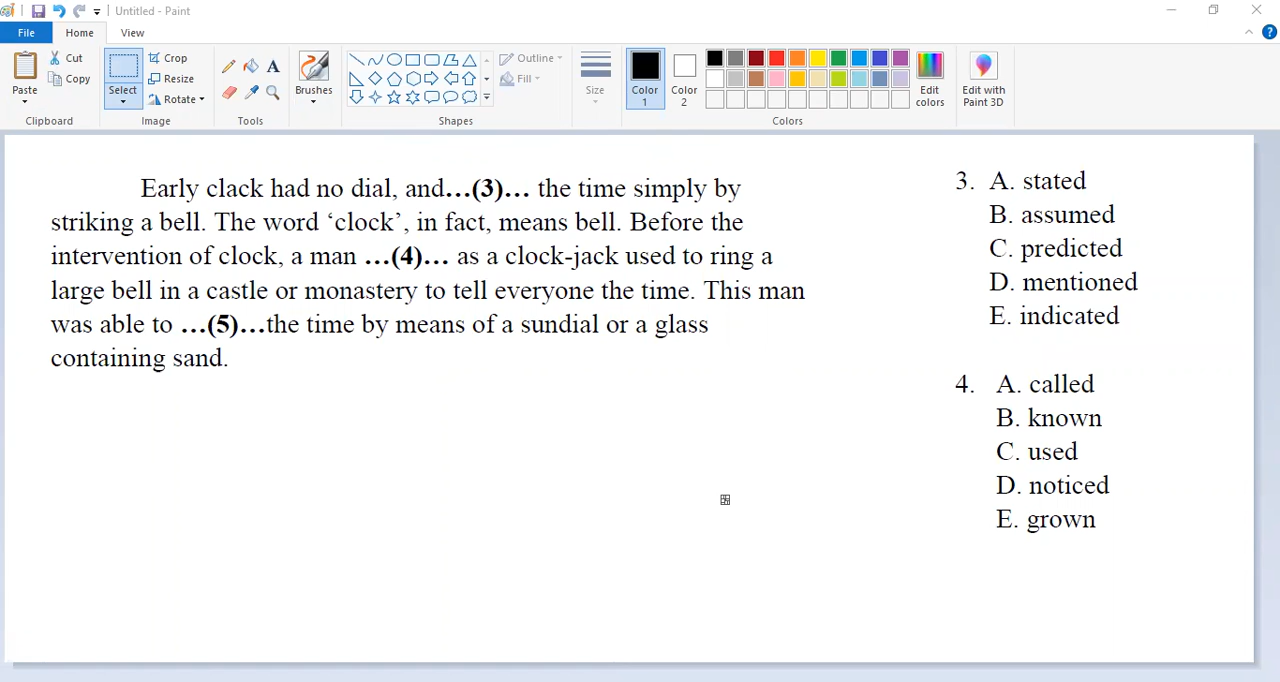 Untitled - Paint
File
Home
View
Paste
Cut
Copy
Clipboard
Select
Crop
Resize
Rotate
Image
A
Tools
Brushes
Outline
Fill
Shapes
Size
Color 1
Color 2
Edit colors
Colors
Edit with Paint 3D
Early clack had no dial, and…(3)… the time simply by
striking a bell. The word ‘clock’, in fact, means bell. Before the
intervention of clock, a man …(4)… as a clock-jack used to ring a
large bell in a castle or monastery to tell everyone the time. This man
was able to …(5)…the time by means of a sundial or a glass
containing sand.
3. A. stated
B. assumed
C. predicted
D. mentioned
E. indicated
4. A. called
B. known
C. used
D. noticed
E. grown